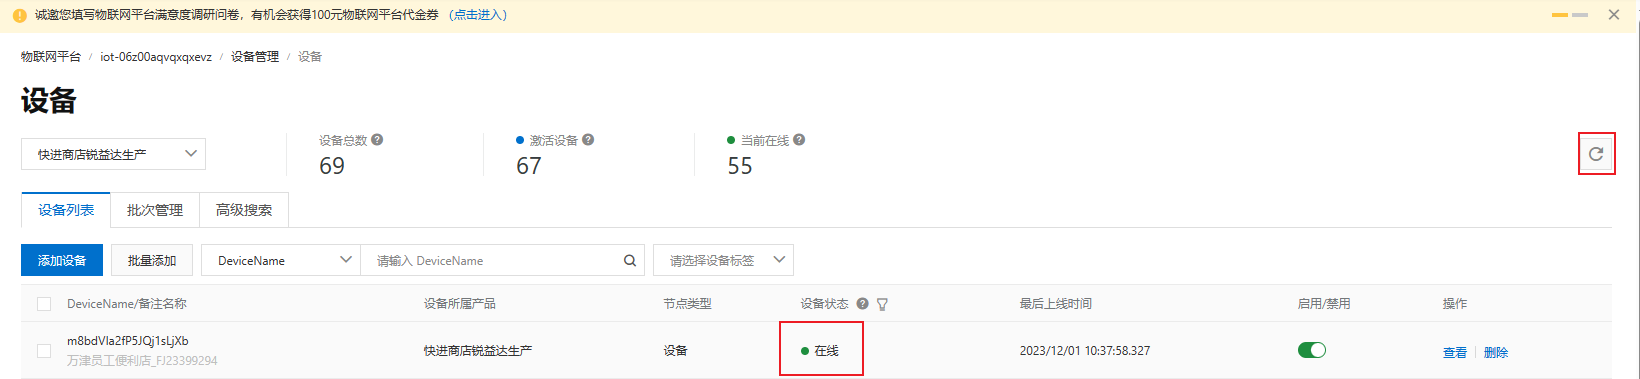 诚邀您填写物联网平台满意度调研问卷，有机会获得100元物联网平台代金券 （点击进入）
物联网平台 / iot-06z00aqvqxqxevz / 设备管理 / 设备
设备
快进商店锐益达生产
设备总数 激活设备 当前在线
69 67 55
设备列表 批次管理 高级搜索
添加设备 批量添加 DeviceName 请输入 DeviceName 请选择设备标签
DeviceName/备注名称 设备所属产品 节点类型 设备状态 最后上线时间 启用/禁用 操作
m8bdVIa2fP5JQj1sLjXb
万津员工便利店_FJ23399294
快进商店锐益达生产 设备 在线 2023/12/01 10:37:58.327 查看 删除